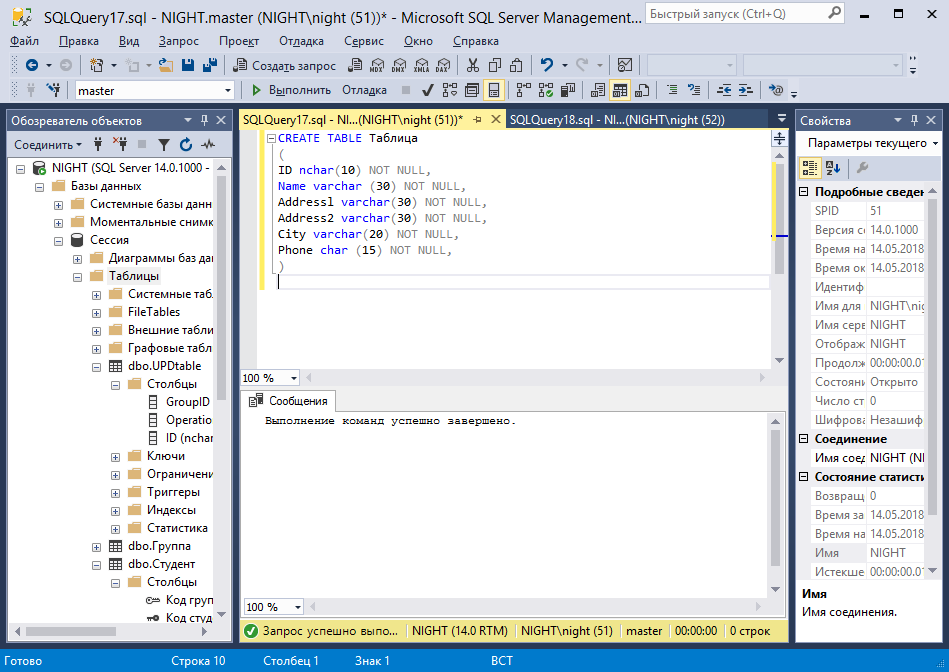 SQLQuery17.sql - NIGHT.master (NIGHT\night (51))* - Microsoft SQL Server Management...
Быстрый запуск (Ctrl+Q)
Файл Правка Вид Запрос Проект Отладка Сервис Окно Справка
Создать запрос MDX DMX XMLA DAX
master Выполнить Отладка
Обозреватель объектов
Соединить
NIGHT (SQL Server 14.0.1000 -
Базы данных
Системные базы данн
Моментальные снимк
Сессия
Диаграммы баз да
Таблицы
Системные таб
FileTables
Внешние табли
Графовые табл
dbo.UPDtable
Столбцы
GroupID
Operatio
ID (nchar
Ключи
Ограничени
Триггеры
Индексы
Статистика
dbo.Группа
dbo.Студент
Столбцы
Код груп
Код студ
SQLQuery17.sql - NI...(NIGHT\night (51))*
SQLQuery18.sql - NI...(NIGHT\night (52))
CREATE TABLE Таблица
(
ID nchar(10) NOT NULL,
Name varchar (30) NOT NULL,
Address1 varchar(30) NOT NULL,
Address2 varchar(30) NOT NULL,
City varchar(20) NOT NULL,
Phone char (15) NOT NULL,
)
100 %
Сообщения
Выполнение команд успешно завершено.
100 %
Запрос успешно выпо... NIGHT (14.0 RTM) NIGHT\night (51) master 00:00:00 0 строк
Свойства
Параметры текущего
Подробные сведен
SPID 51
Версия се 14.0.1000
Время на 14.05.2018
Время ок 14.05.2018
Идентиф
Имя для NIGHT\nig
Имя серв NIGHT
Отображ NIGHT
Продолж 00:00:00.01
Состояни Открыто
Число ст 0
Шифрова Незашиф
Соединение
Имя соед NIGHT (NI
Состояние статисти
Возвращ 0
Время за 14.05.2018
Время на 14.05.2018
Имя NIGHT
Истекше 00:00:00.01
Имя
Имя соединения.
Готово Строка 10 Столбец 1 Знак 1 ВСТ